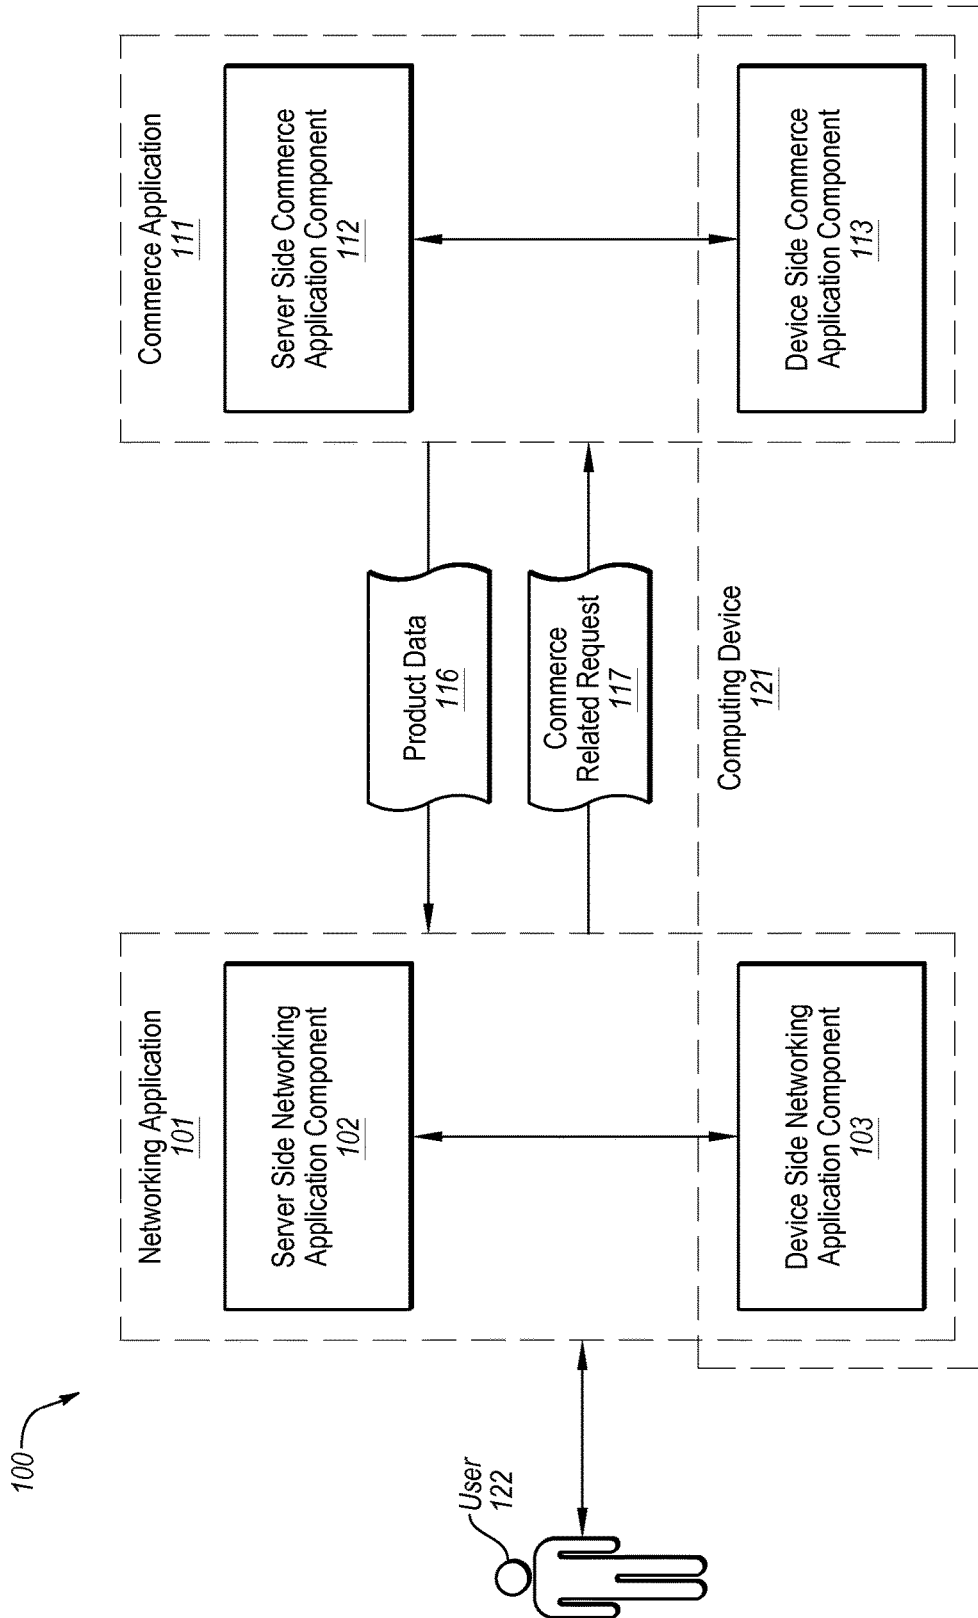 100
User
122
Networking Application
101
Server Side Networking
Application Component
102
Device Side Networking
Application Component
103
Product Data
116
Commerce
Related Request
117
Computing Device
121
Commerce Application
111
Server Side Commerce
Application Component
112
Device Side Commerce
Application Component
113